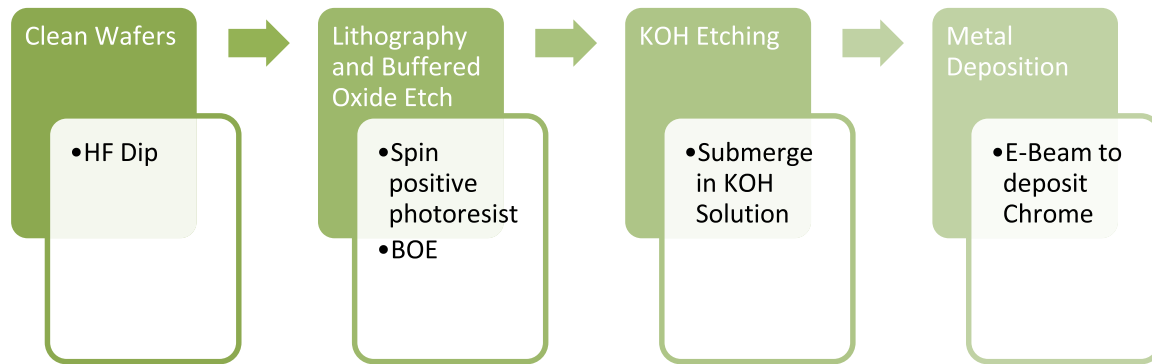 Clean Wafers
•HF Dip
Lithography
and Buffered
Oxide Etch
•Spin
positive
photoresist
•BOE
KOH Etching
•Submerge
in KOH
Solution
Metal
Deposition
•E-Beam to
deposit
Chrome